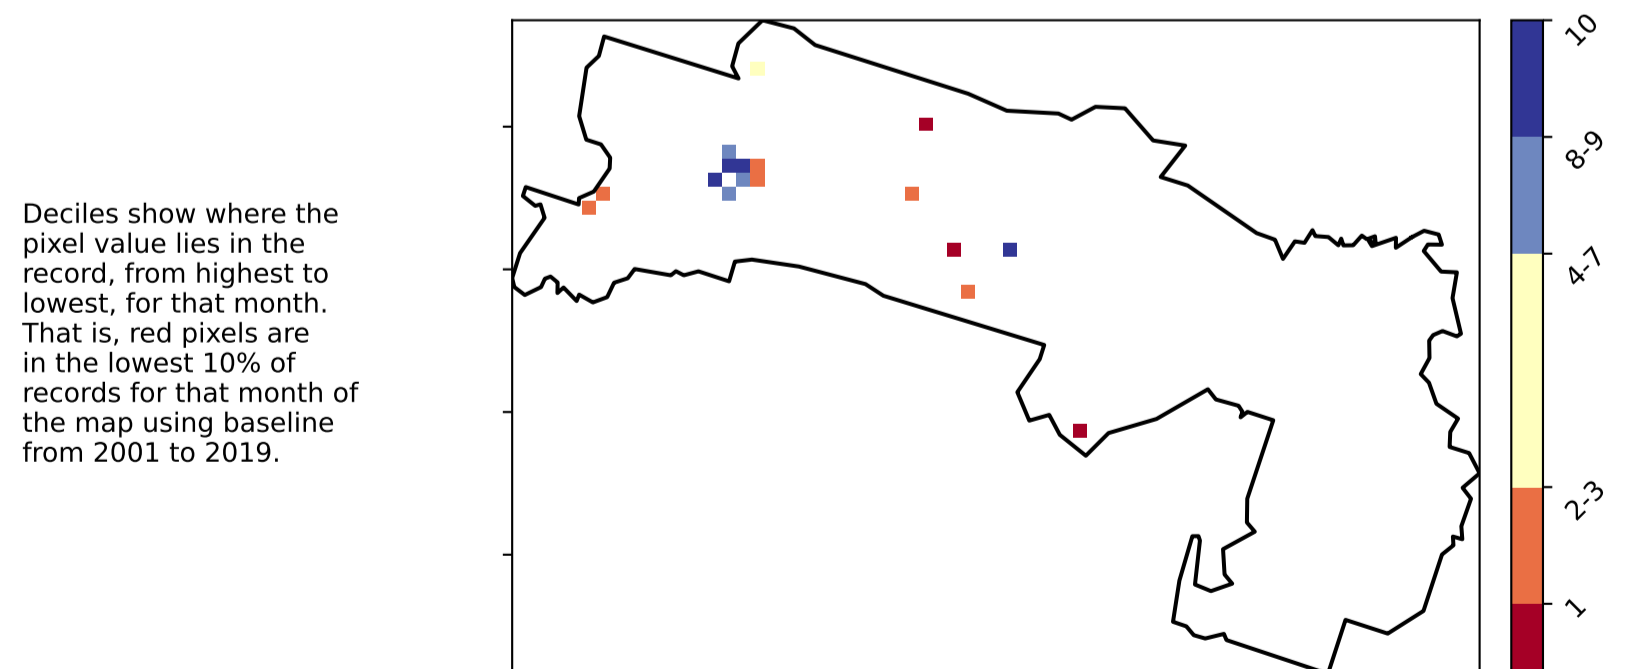 Deciles show where the
pixel value lies in the
record, from highest to
lowest, for that month.
That is, red pixels are
in the lowest 10% of
records for that month of
the map using baseline
from 2001 to 2019.
10
8-9
4-7
2-3
1